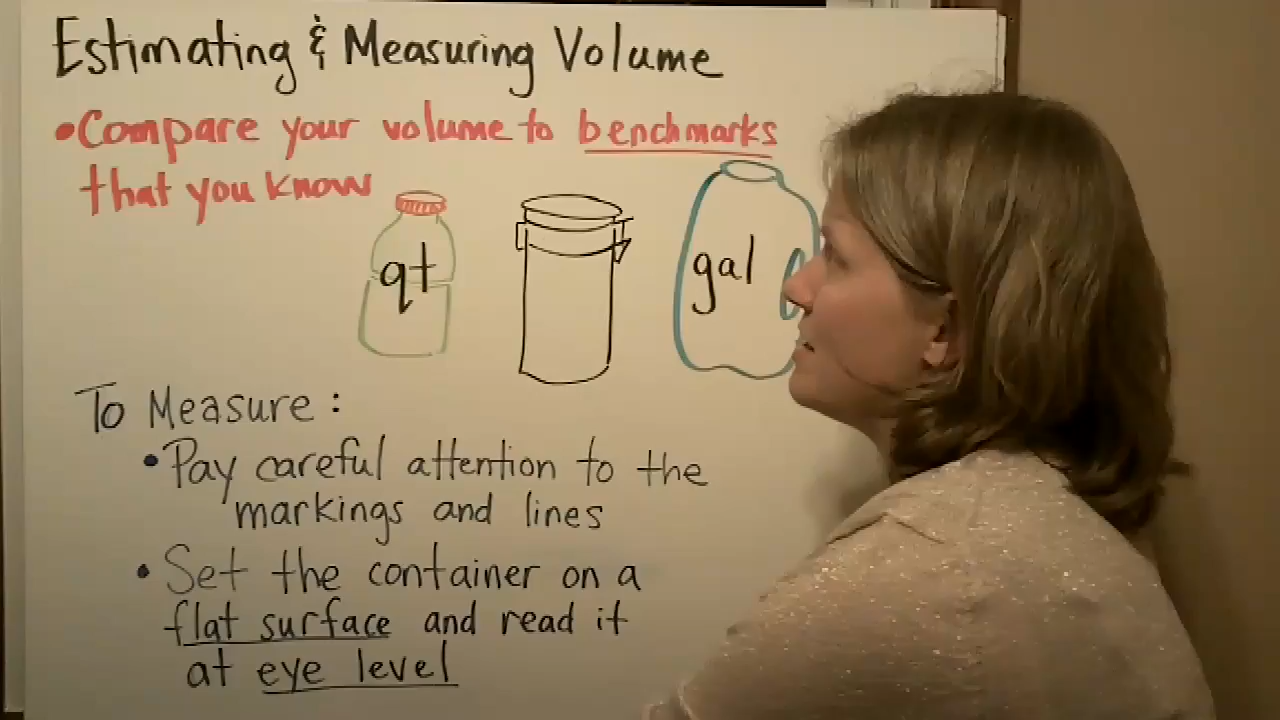 Estimating & Measuring Volume
•Compare your volume to benchmarks
that you know
qt
gal
To Measure:
•Pay careful attention to the
markings and lines
•Set the container on a
flat surface and read it
at eye level